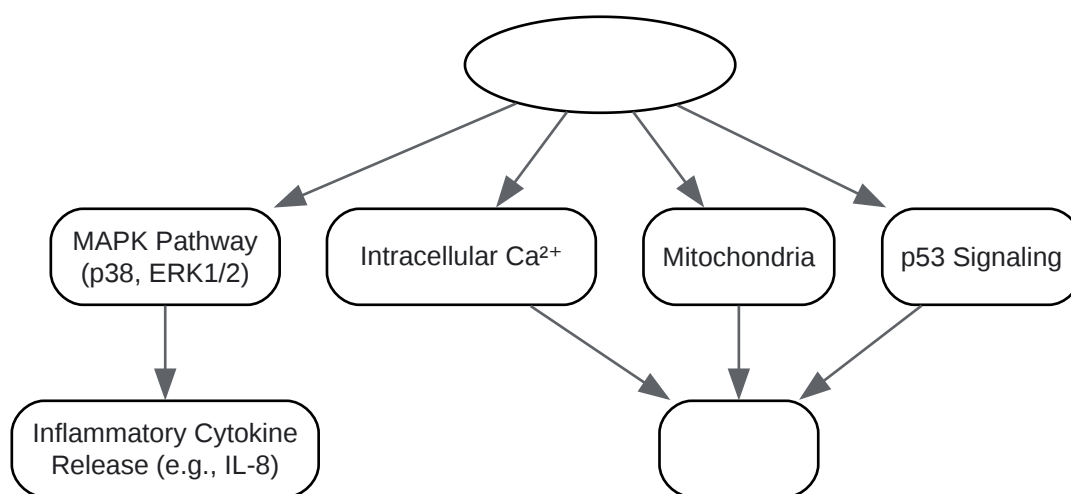 MAPK Pathway
(p38, ERK1/2)
Intracellular Ca²⁺
Mitochondria
p53 Signaling
Inflammatory Cytokine
Release (e.g., IL-8)